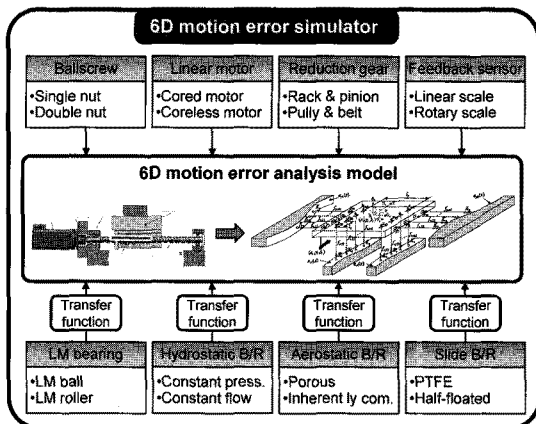 6D motion error simulator
Ballscrew
•Single nut
•Double nut
Linear motor
•Cored motor
•Coreless motor
Reduction gear
•Rack & pinion
•Pully & belt
Feedback sensor
•Linear scale
•Rotary scale
6D motion error analysis model
Transfer function
Transfer function
Transfer function
Transfer function
LM bearing
•LM ball
•LM roller
Hydrostatic B/R
•Constant press.
•Constant flow
Aerostatic B/R
•Porous
•Inherently com.
Slide B/R
•PTFE
•Half-floated